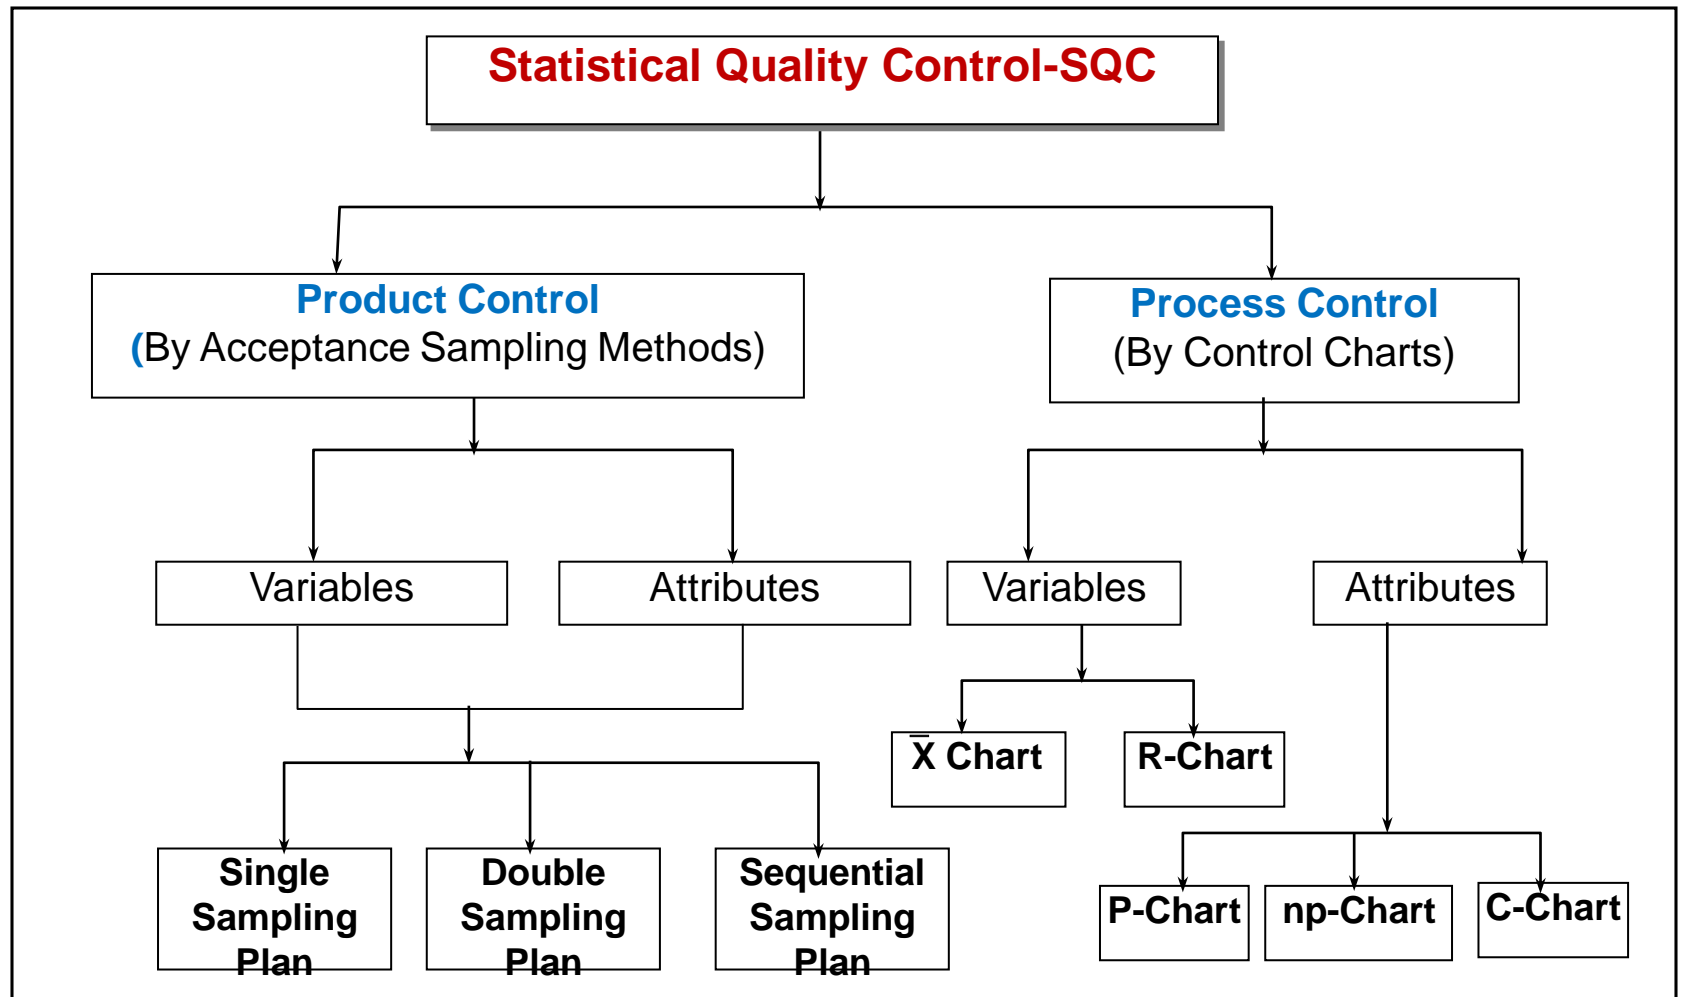 Statistical Quality Control-SQC
Product Control
(By Acceptance Sampling Methods)
Process Control
(By Control Charts)
Variables
Attributes
Variables
Attributes
X̅ Chart
R-Chart
Single
Sampling
Plan
Double
Sampling
Plan
Sequential
Sampling
Plan
P-Chart
np-Chart
C-Chart